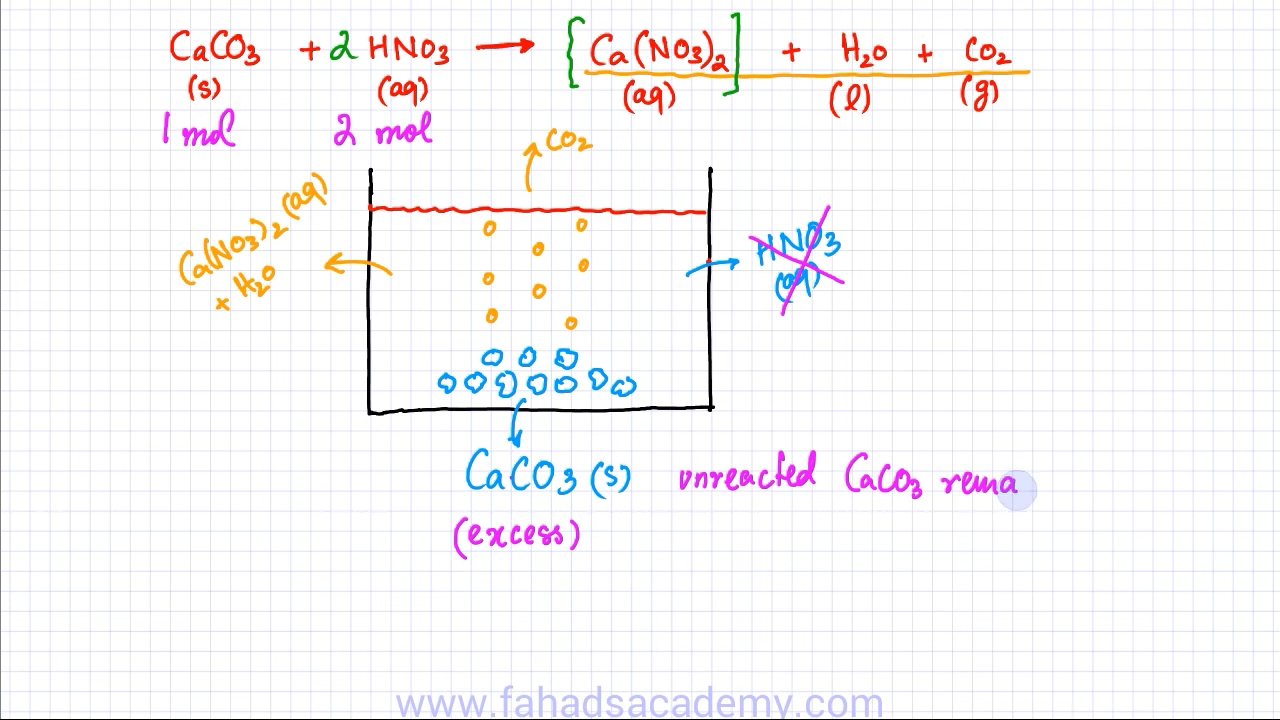 CaCO3 + 2 HNO3 → [Ca(NO3)2] + H2O + CO2
(s) (aq) (aq) (l) (g)
1 mol 2 mol
CO2
Ca(NO3)2 (aq)
+ H2O
HNO3
(aq)
CaCO3 (s) unreacted CaCO3 rema
(excess)
www.fahadsacademy.com